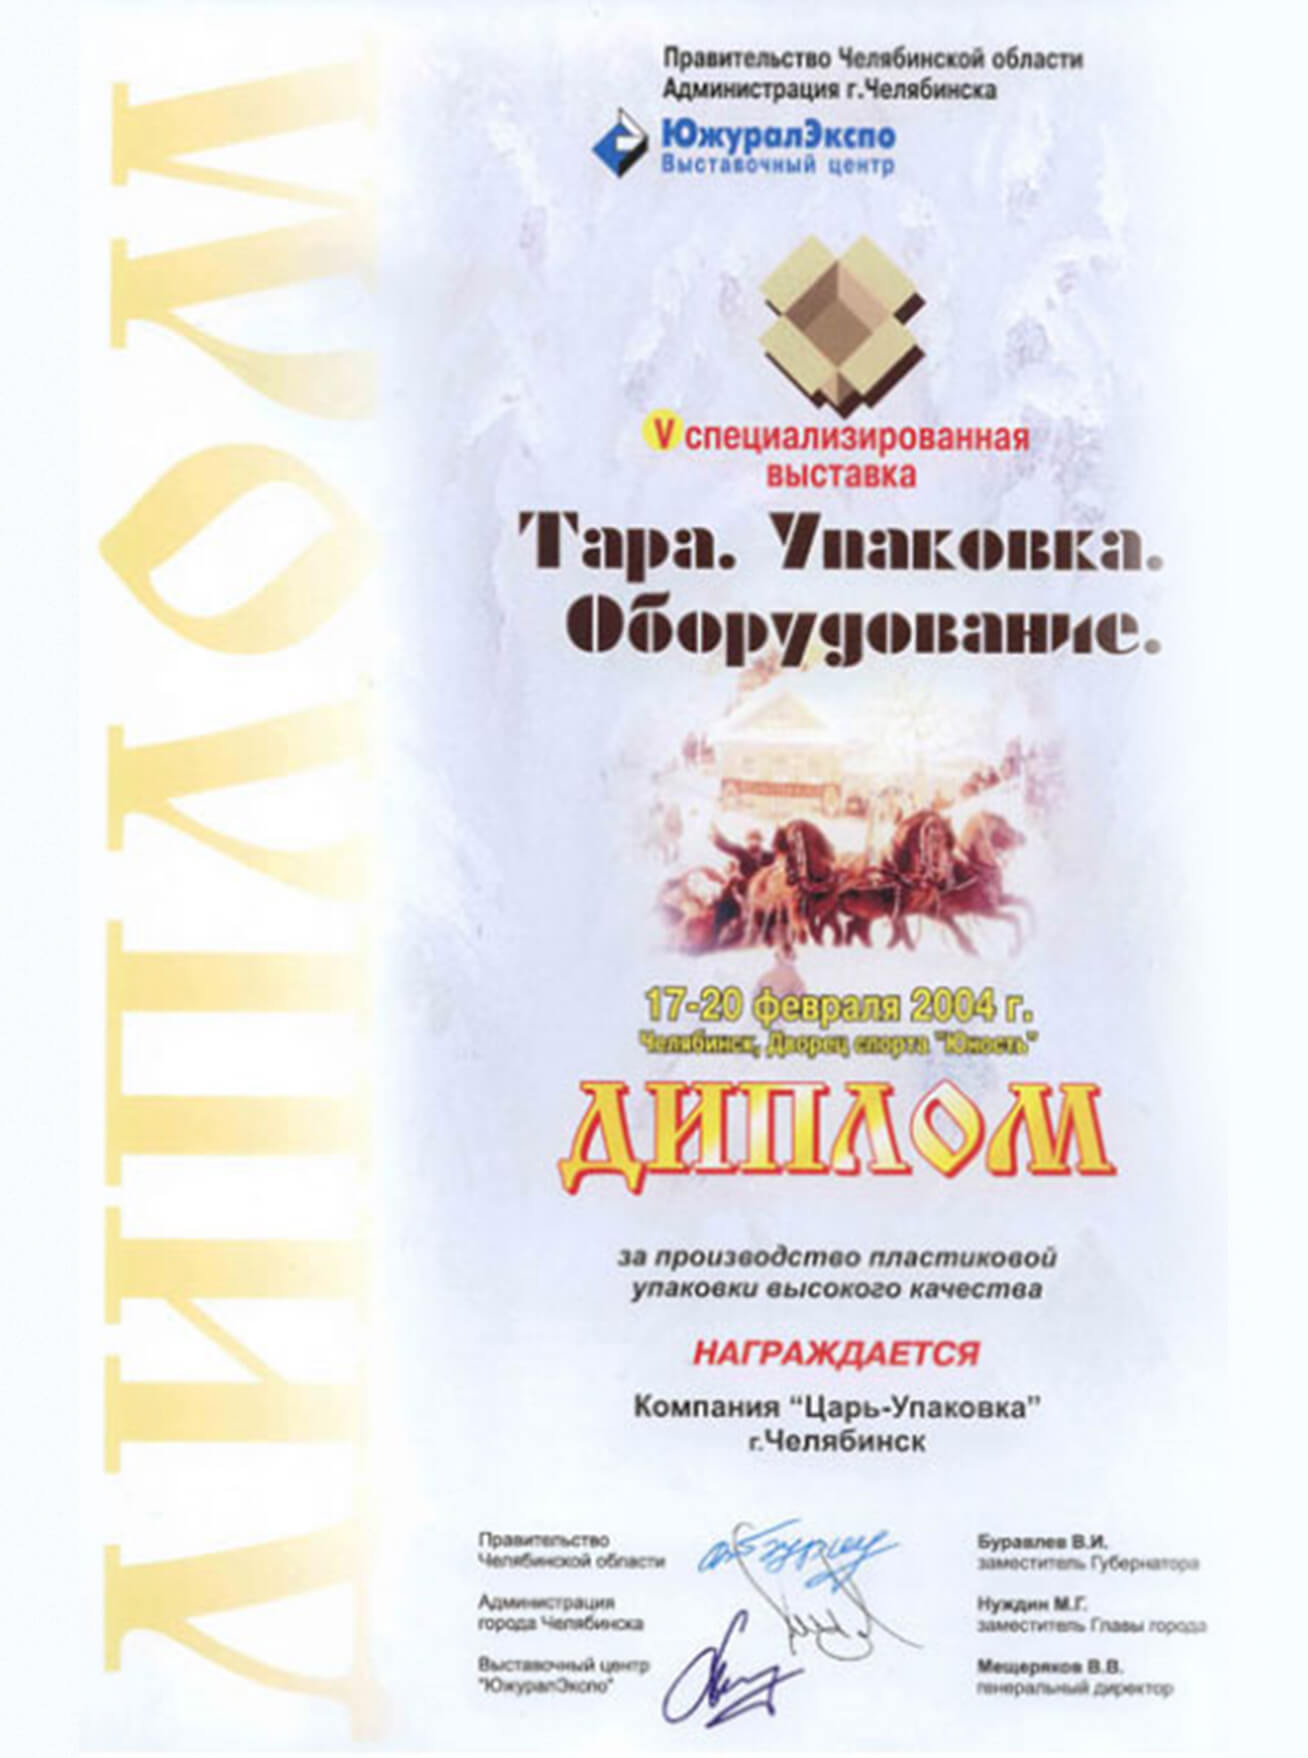 Правительство Челябинской области
Администрация г.Челябинска
ЮжуралЭкспо
Выставочный центр
V специализированная
выставка
Тара. Упаковка.
Оборудование.
17-20 февраля 2004 г.
Челябинск, Дворец спорта "Юность"
ДИПЛОМ
за производство пластиковой
упаковки высокого качества
НАГРАЖДАЕТСЯ
Компания “Царь-Упаковка”
г.Челябинск
Правительство
Челябинской области
Буравлев В.И.
заместитель Губернатора
Администрация
города Челябинска
Нуждин М.Г.
заместитель Главы города
Выставочный центр
"ЮжуралЭкспо"
Мещеряков В.В.
генеральный директор
ДИПЛОМ